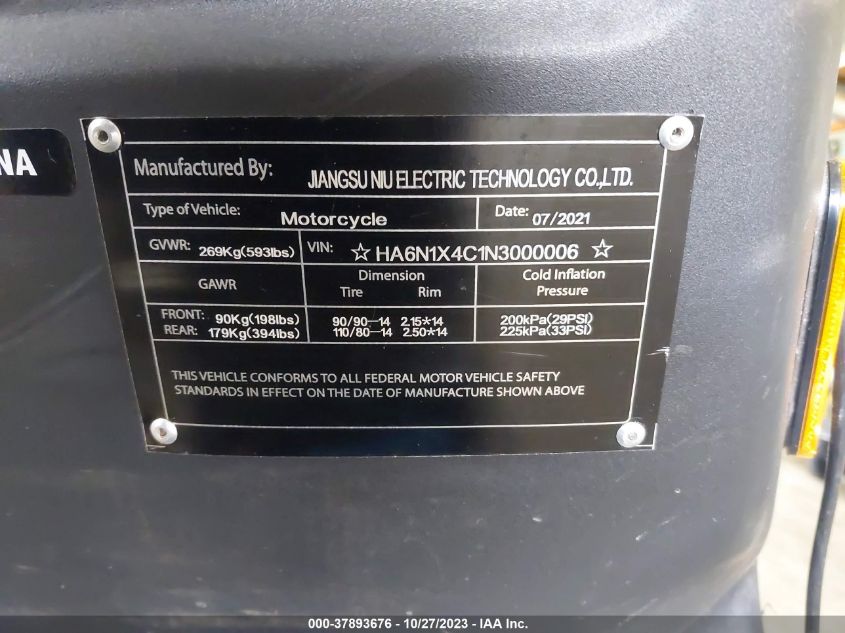 NA
Manufactured By: JIANGSU NIU ELECTRIC TECHNOLOGY CO.,LTD.
Type of Vehicle: Motorcycle Date: 07/2021
GVWR: 269Kg(593lbs) VIN: ☆ HA6N1X4C1N3000006 ☆
GAWR Dimension Cold Inflation
Tire Rim Pressure
FRONT: 90Kg(198lbs) 90/90—14 2.15*14 200kPa(29PSI)
REAR: 179Kg(394lbs) 110/80—14 2.50*14 225kPa(33PSI)
THIS VEHICLE CONFORMS TO ALL FEDERAL MOTOR VEHICLE SAFETY
STANDARDS IN EFFECT ON THE DATE OF MANUFACTURE SHOWN ABOVE
000-37893676 - 10/27/2023 - IAA Inc.